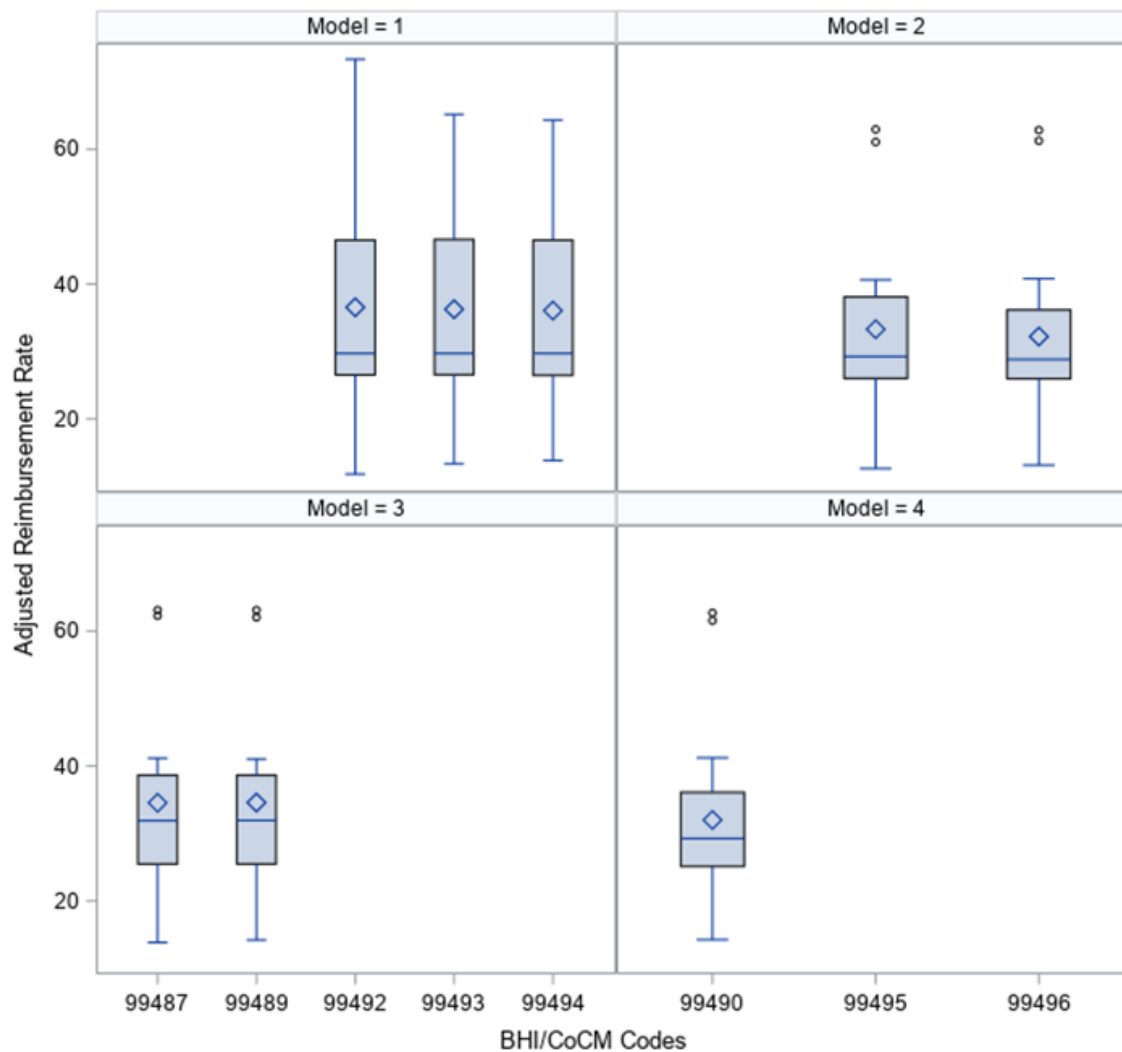 Model = 1
Model = 2
60
40
20
Model = 3
Model = 4
60
40
20
Adjusted Reimbursement Rate
99487 99489 99492 99493 99494 99490 99495 99496
BHI/CoCM Codes